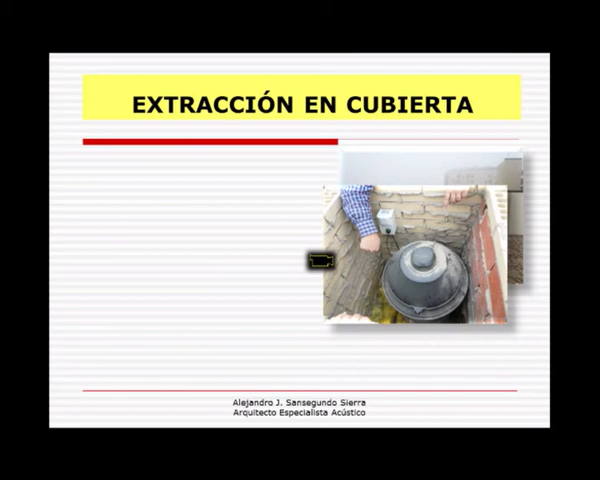 EXTRACCIÓN EN CUBIERTA
Alejandro J. Sansegundo Sierra
Arquitecto Especialista Acústico